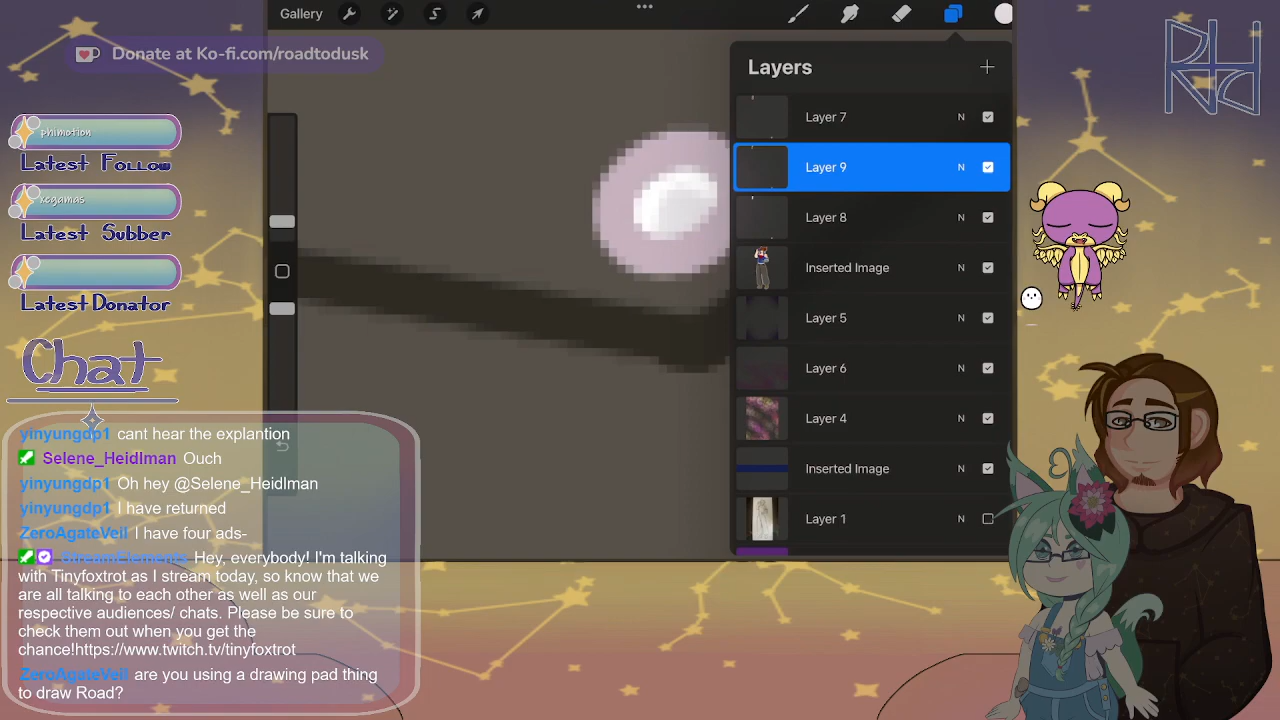 Gallery
Donate at Ko-fi.com/roadtodusk
Layers
Layer 7 N
Layer 9 N
Layer 8 N
Inserted Image N
Layer 5 N
Layer 6 N
Layer 4 N
Inserted Image N
Layer 1 N
phimotion
Latest Follow
xcgamas
Latest Subber
Latest Donator
Chat
yinyungdp1 cant hear the explantion
Selene_Heidlman Ouch
yinyungdp1 Oh hey @Selene_Heidlman
yinyungdp1 I have returned
ZeroAgateVeil I have four ads-
StreamElements Hey, everybody! I'm talking
with Tinyfoxtrot as I stream today, so know that we
are all talking to each other as well as our
respective audiences/ chats. Please be sure to
check them out when you get the
chance!https://www.twitch.tv/tinyfoxtrot
ZeroAgateVeil are you using a drawing pad thing
to draw Road?